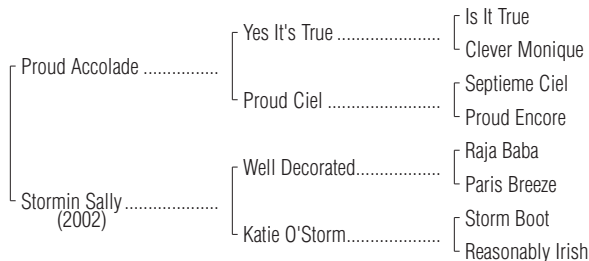 Is It True
Yes It's True ..................
Clever Monique
Proud Accolade ...............
Septieme Ciel
Proud Ciel ....................
Proud Encore
Raja Baba
Well Decorated..................
Paris Breeze
Stormin Sally ...................
(2002)
Storm Boot
Katie O'Storm...................
Reasonably Irish